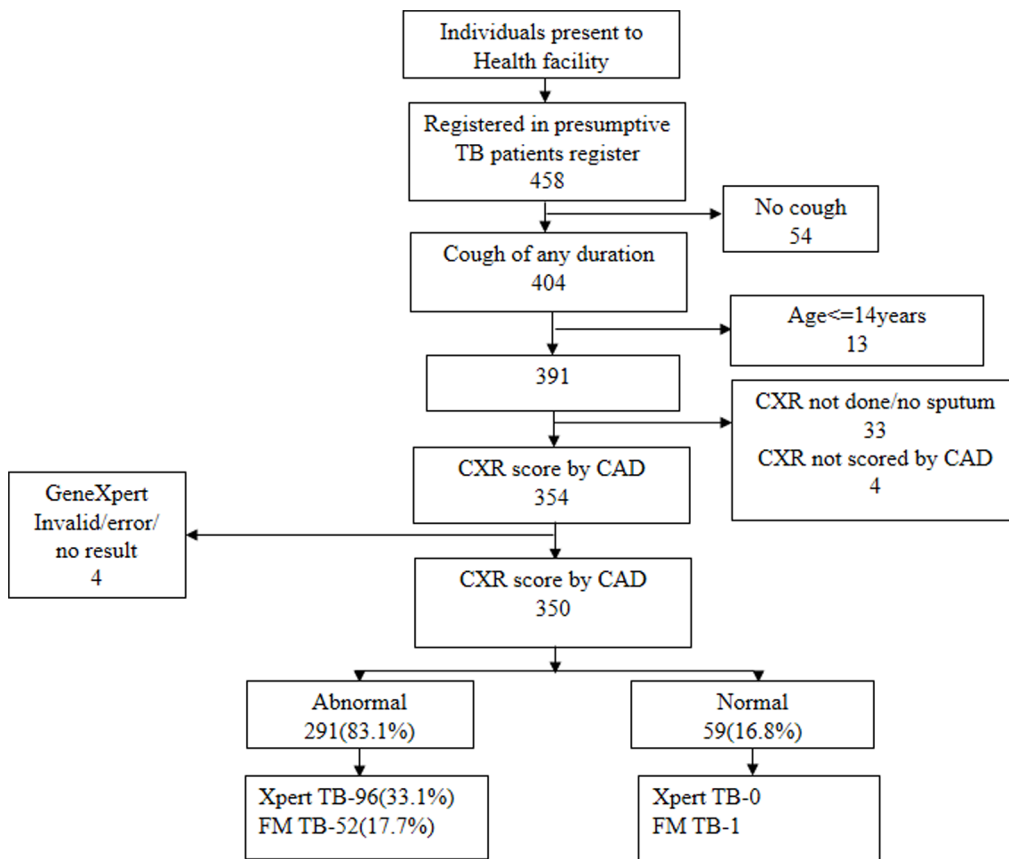 Individuals present to
Health facility
Registered in presumptive
TB patients register
458
No cough
54
Cough of any duration
404
Age<=14years
13
391
CXR not done/no sputum
33
CXR not scored by CAD
4
CXR score by CAD
354
GeneXpert
Invalid/error/
no result
4
CXR score by CAD
350
Abnormal
291(83.1%)
Normal
59(16.8%)
Xpert TB-96(33.1%)
FM TB-52(17.7%)
Xpert TB-0
FM TB-1